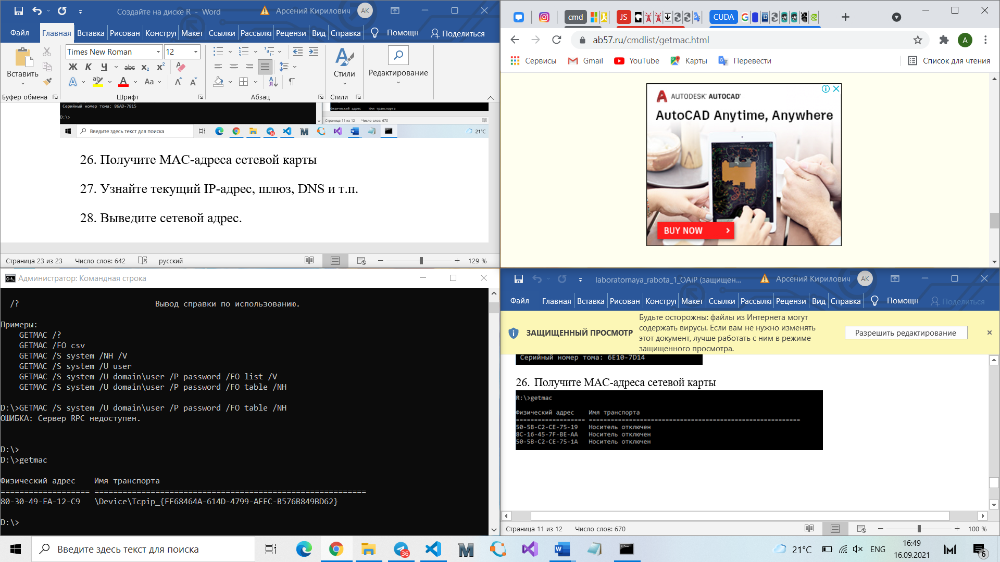 Создайте на диске R - Word
Арсений Кирилович
АК
Файл
Главная
Вставка
Рисован
Конструı
Макет
Ссылки
Рассылкı
Рецензи
Вид
Справка
Помощн
Поделиться
Times New Roman
12
Вставить
Ж К Ч abc x₂ x²
Aa
Стили
Редактирование
Буфер обмена
Шрифт
Абзац
Стили
Серийный номер тома: 86AD-7815
D:\>
Физический адрес Имя транспорта
Страница 11 из 12 Число слов: 670
Введите здесь текст для поиска
36
21°C
26. Получите MAC-адреса сетевой карты
27. Узнайте текущий IP-адрес, шлюз, DNS и т.п.
28. Выведите сетевой адрес.
Страница 23 из 23 Число слов: 642 русский 129 %
cmd
JS
CUDA
ab57.ru/cmdlist/getmac.html
A
Сервисы
Gmail
YouTube
Карты
Перевести
Список для чтения
AUTODESK® AUTOCAD®
AutoCAD Anytime, Anywhere
BUY NOW
Администратор: Командная строка
/? Вывод справки по использованию.
Примеры:
GETMAC /?
GETMAC /FO csv
GETMAC /S system /NH /V
GETMAC /S system /U user
GETMAC /S system /U domain\user /P password /FO list /V
GETMAC /S system /U domain\user /P password /FO table /NH
D:\>GETMAC /S system /U domain\user /P password /FO table /NH
ОШИБКА: Сервер RPC недоступен.
D:\>
D:\>getmac
Физический адрес Имя транспорта
=================== ==========================================================
80-30-49-EA-12-C9 \Device\Tcpip_{FF68464A-614D-4799-AFEC-B576B849BD62}
D:\>
laboratornaya_rabota_1_OAiP (защищен...
Арсений Кирилович
АК
Файл
Главная
Вставка
Рисован
Конструı
Макет
Ссылки
Рассылкı
Рецензи
Вид
Справка
Помощн
Поделиться
ЗАЩИЩЕННЫЙ ПРОСМОТР
Будьте осторожны: файлы из Интернета могут
содержать вирусы. Если вам не нужно изменять
этот документ, лучше работать с ним в режиме
защищенного просмотра.
Разрешить редактирование
Серийный номер тома: 6E10-7D14
26. Получите MAC-адреса сетевой карты
R:\>getmac
Физический адрес Имя транспорта
=================== ==========================================================
50-5B-C2-CE-75-19 Носитель отключен
8C-16-45-7F-BE-AA Носитель отключен
50-5B-C2-CE-75-1A Носитель отключен
Страница 11 из 12 Число слов: 670 100 %
Введите здесь текст для поиска
36
21°C
ENG
16:49
16.09.2021
6